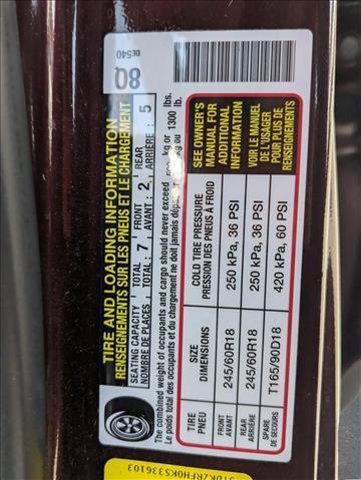 DE540
8Q
TIRE AND LOADING INFORMATION
RENSEIGNEMENTS SUR LES PNEUS ET LE CHARGEMENT
SEATING CAPACITY TOTAL : 7 FRONT 2 REAR 5
NOMBRE DE PLACES TOTAL : AVANT : ARRIÈRE :
The combined weight of occupants and cargo should never exceed kg or 1300 lbs.
Le poids total des occupants et du chargement ne doit jamais dépasser kg ou lb.
TIRE SIZE COLD TIRE PRESSURE
PNEU DIMENSIONS PRESSION DES PNEUS À FROID
FRONT
AVANT 245/60R18 250 kPa, 36 PSI
REAR
ARRIÈRE 245/60R18 250 kPa, 36 PSI
SPARE
DE SECOURS T165/90D18 420 kPa, 60 PSI
SEE OWNER'S
MANUAL FOR
ADDITIONAL
INFORMATION
VOIR LE MANUEL
DE L'USAGER
POUR PLUS DE
RENSEIGNEMENTS